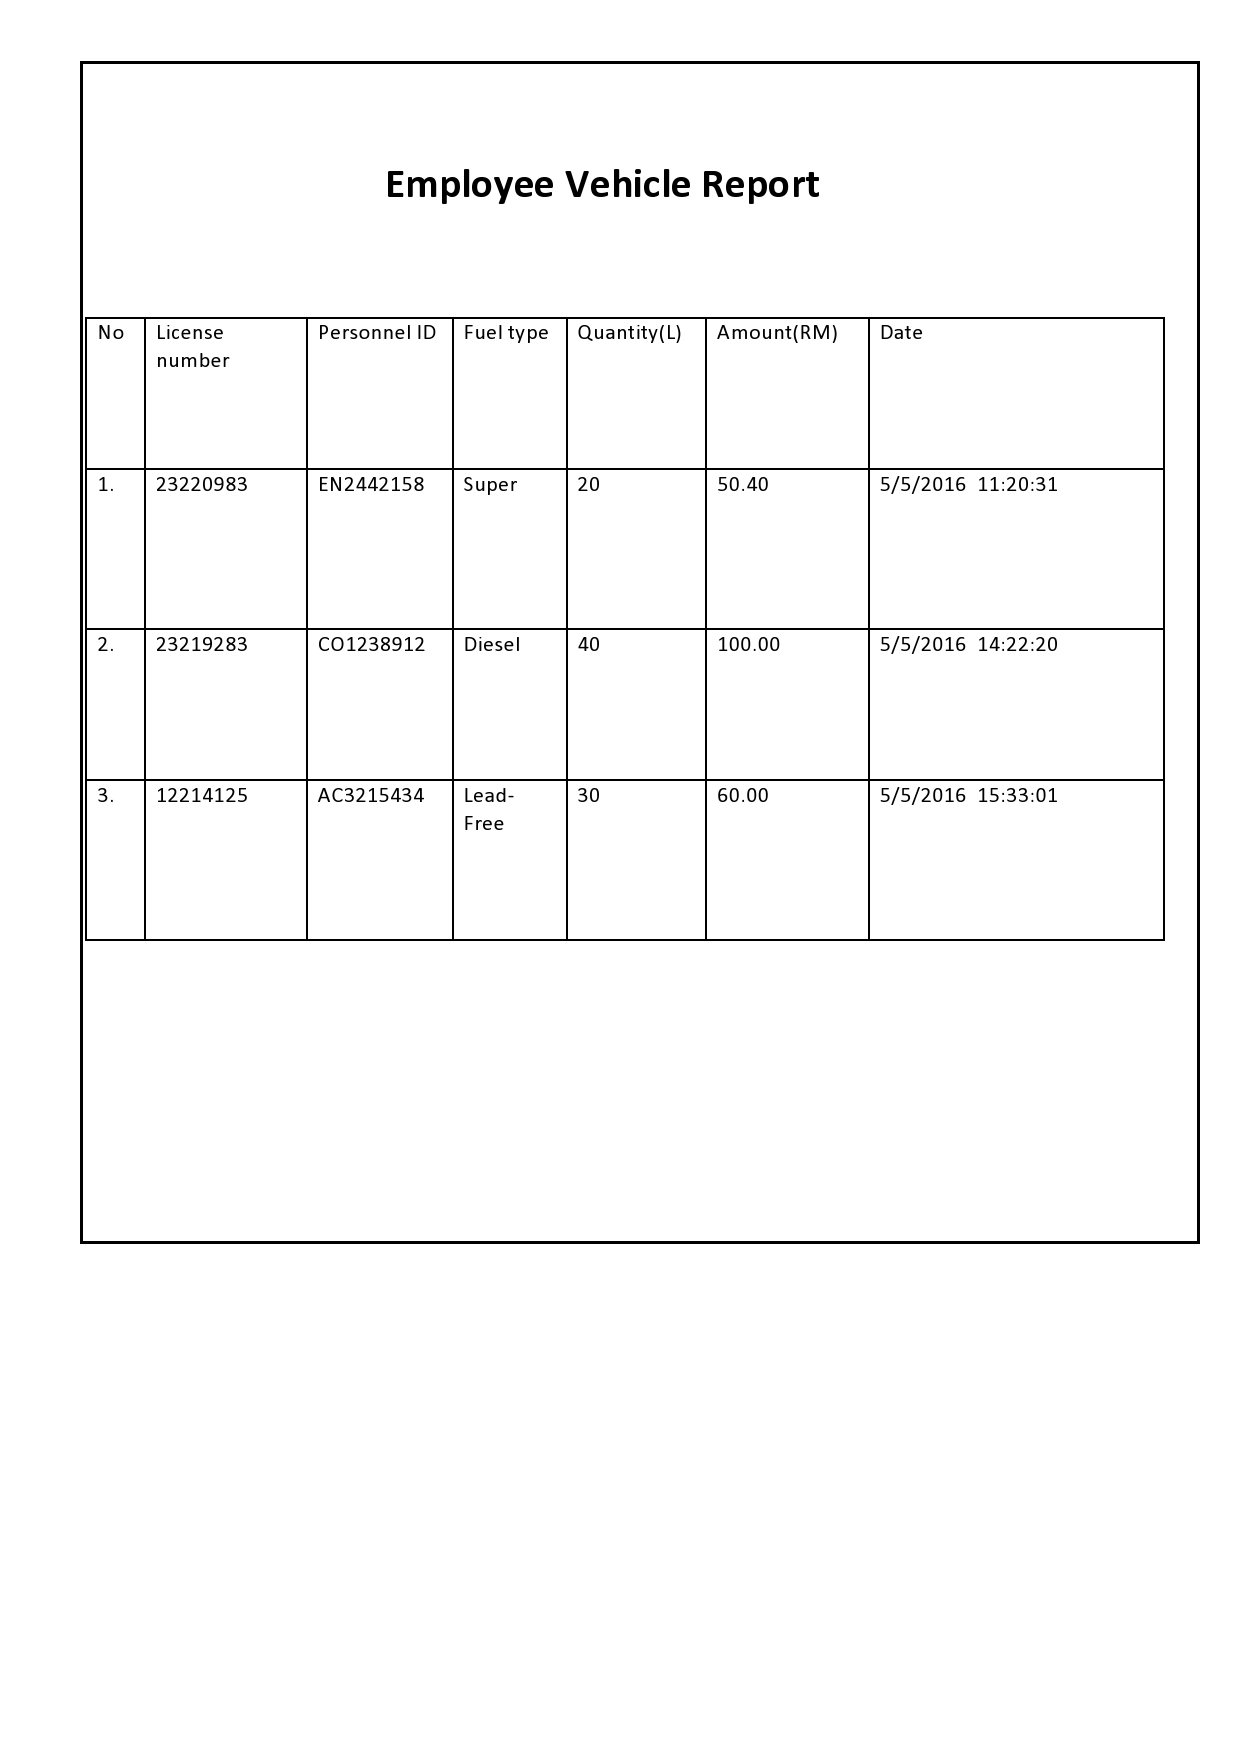 Employee Vehicle Report
No License number Personnel ID Fuel type Quantity(L) Amount(RM) Date
1. 23220983 EN2442158 Super 20 50.40 5/5/2016 11:20:31
2. 23219283 CO1238912 Diesel 40 100.00 5/5/2016 14:22:20
3. 12214125 AC3215434 Lead- 30 60.00 5/5/2016 15:33:01
Free